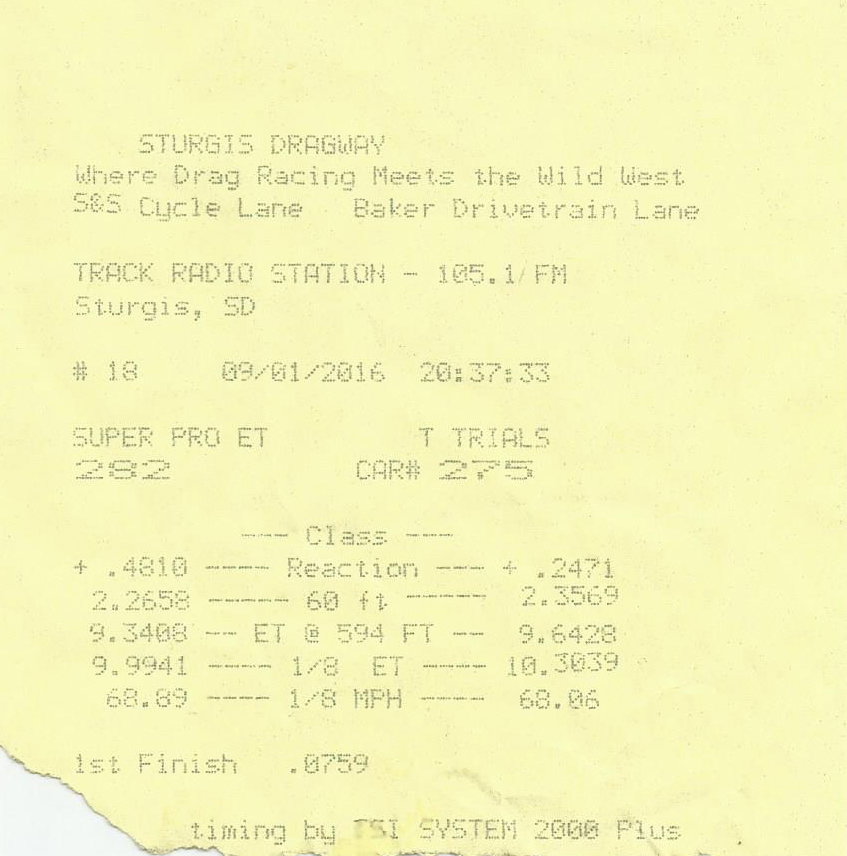 STURGIS DRAGWAY
Where Drag Racing Meets the Wild West
S&S Cycle Lane Baker Drivetrain Lane
TRACK RADIO STATION - 105.1 FM
Sturgis, SD
# 18 09/01/2016 20:37:33
SUPER PRO ET T TRIALS
282 CAR# 275
--- Class ---
+ .4810 ---- Reaction --- + .2471
2.2658 ----- 60 ft ----- 2.3569
9.3408 -- ET @ 594 FT -- 9.6428
9.9941 ---- 1/8 ET ---- 10.3039
68.89 ---- 1/8 MPH ---- 68.06
1st Finish .0759
timing by TSI SYSTEM 2000 Plus